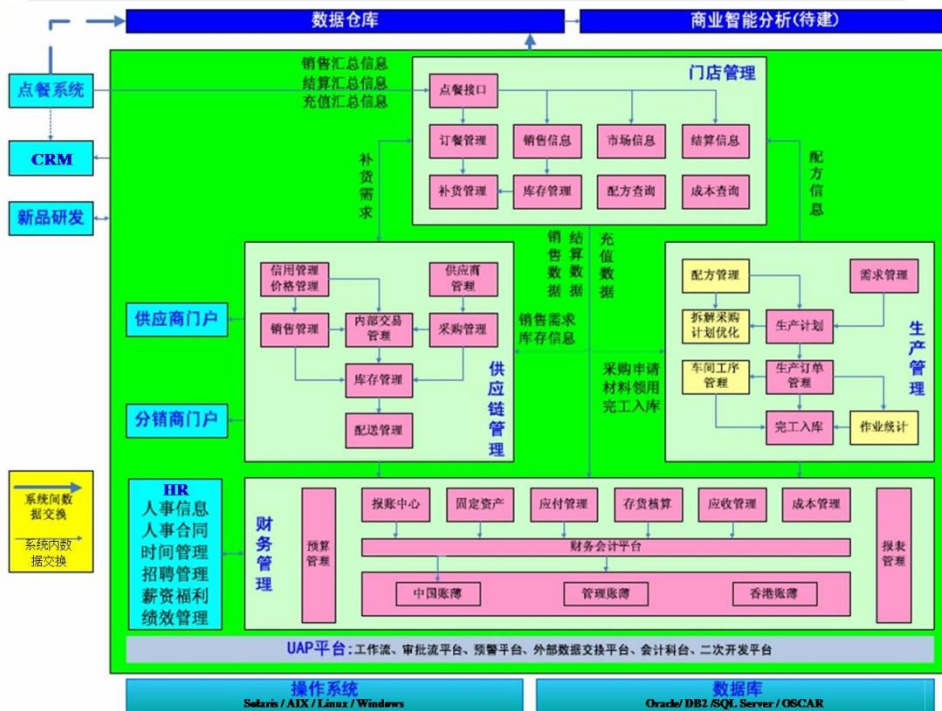 数据仓库
商业智能分析(待建)
点餐系统
CRM
新品研发
销售汇总信息
结算汇总信息
充值汇总信息
门店管理
点餐接口
订餐管理
销售信息
市场信息
结算信息
补货管理
库存管理
配方查询
成本查询
补货需求
配方信息
销售数据
结算数据
充值数据
供应商门户
分销商门户
信用管理
价格管理
供应商
管理
销售管理
内部交易
管理
采购管理
库存管理
配送管理
供应链管理
销售需求
库存信息
采购申请
材料领用
完工入库
配方管理
需求管理
拆解采购
计划优化
生产计划
车间工序
管理
生产订单
管理
完工入库
作业统计
生产管理
系统间数
据交换
系统内数
据交换
HR
人事信息
人事合同
时间管理
招聘管理
薪资福利
绩效管理
财务管理
预算
管理
报账中心
固定资产
应付管理
存货核算
应收管理
成本管理
财务会计平台
中国账薄
管理账薄
香港账薄
报表
管理
UAP平台:工作流、审批流平台、预警平台、外部数据交换平台、会计科台、二次开发平台
操作系统
Solaris / AIX / Linux / Windows
数据库
Oracle/ DB2 /SQL Server / OSCAR